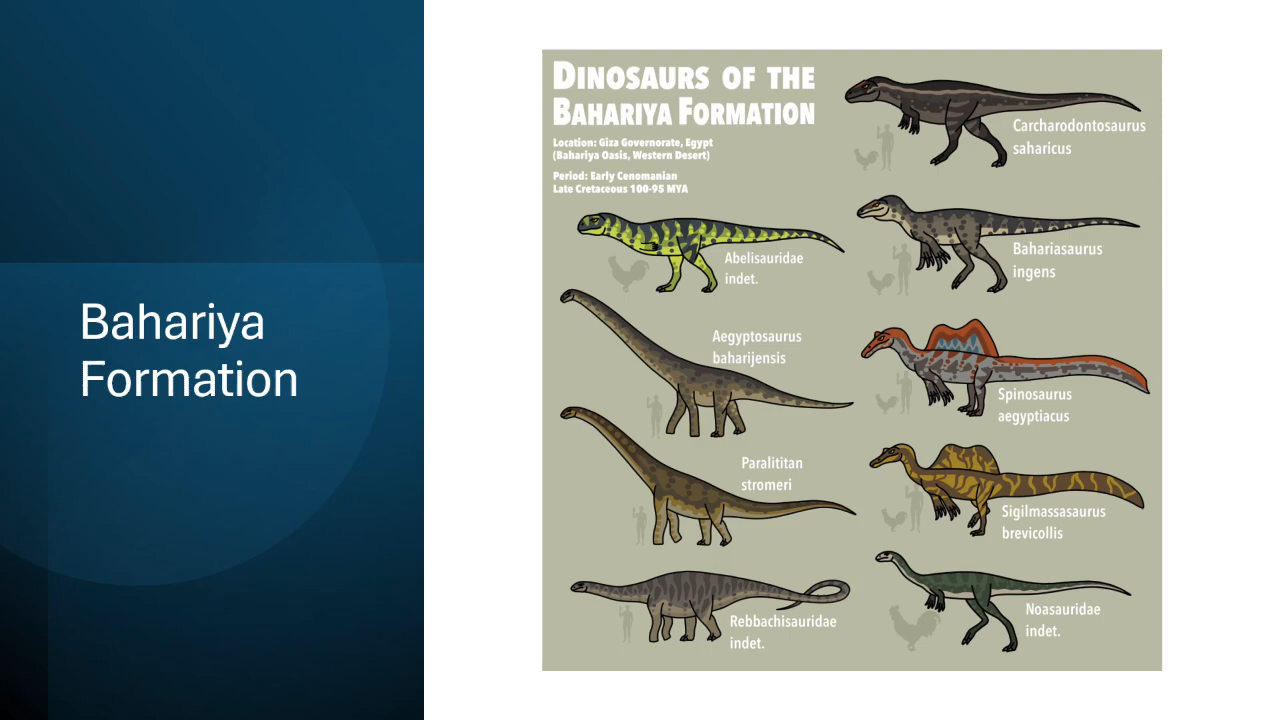 Bahariya
Formation
DINOSAURS OF THE
BAHARIYA FORMATION
Location: Giza Governorate, Egypt
(Bahariya Oasis, Western Desert)
Period: Early Cenomanian
Late Cretaceous 100-95 MYA
Abelisauridae
indet.
Aegyptosaurus
baharijensis
Paralititan
stromeri
Rebbachisauridae
indet.
Carcharodontosaurus
saharicus
Bahariasaurus
ingens
Spinosaurus
aegyptiacus
Sigilmassasaurus
brevicollis
Noasauridae
indet.